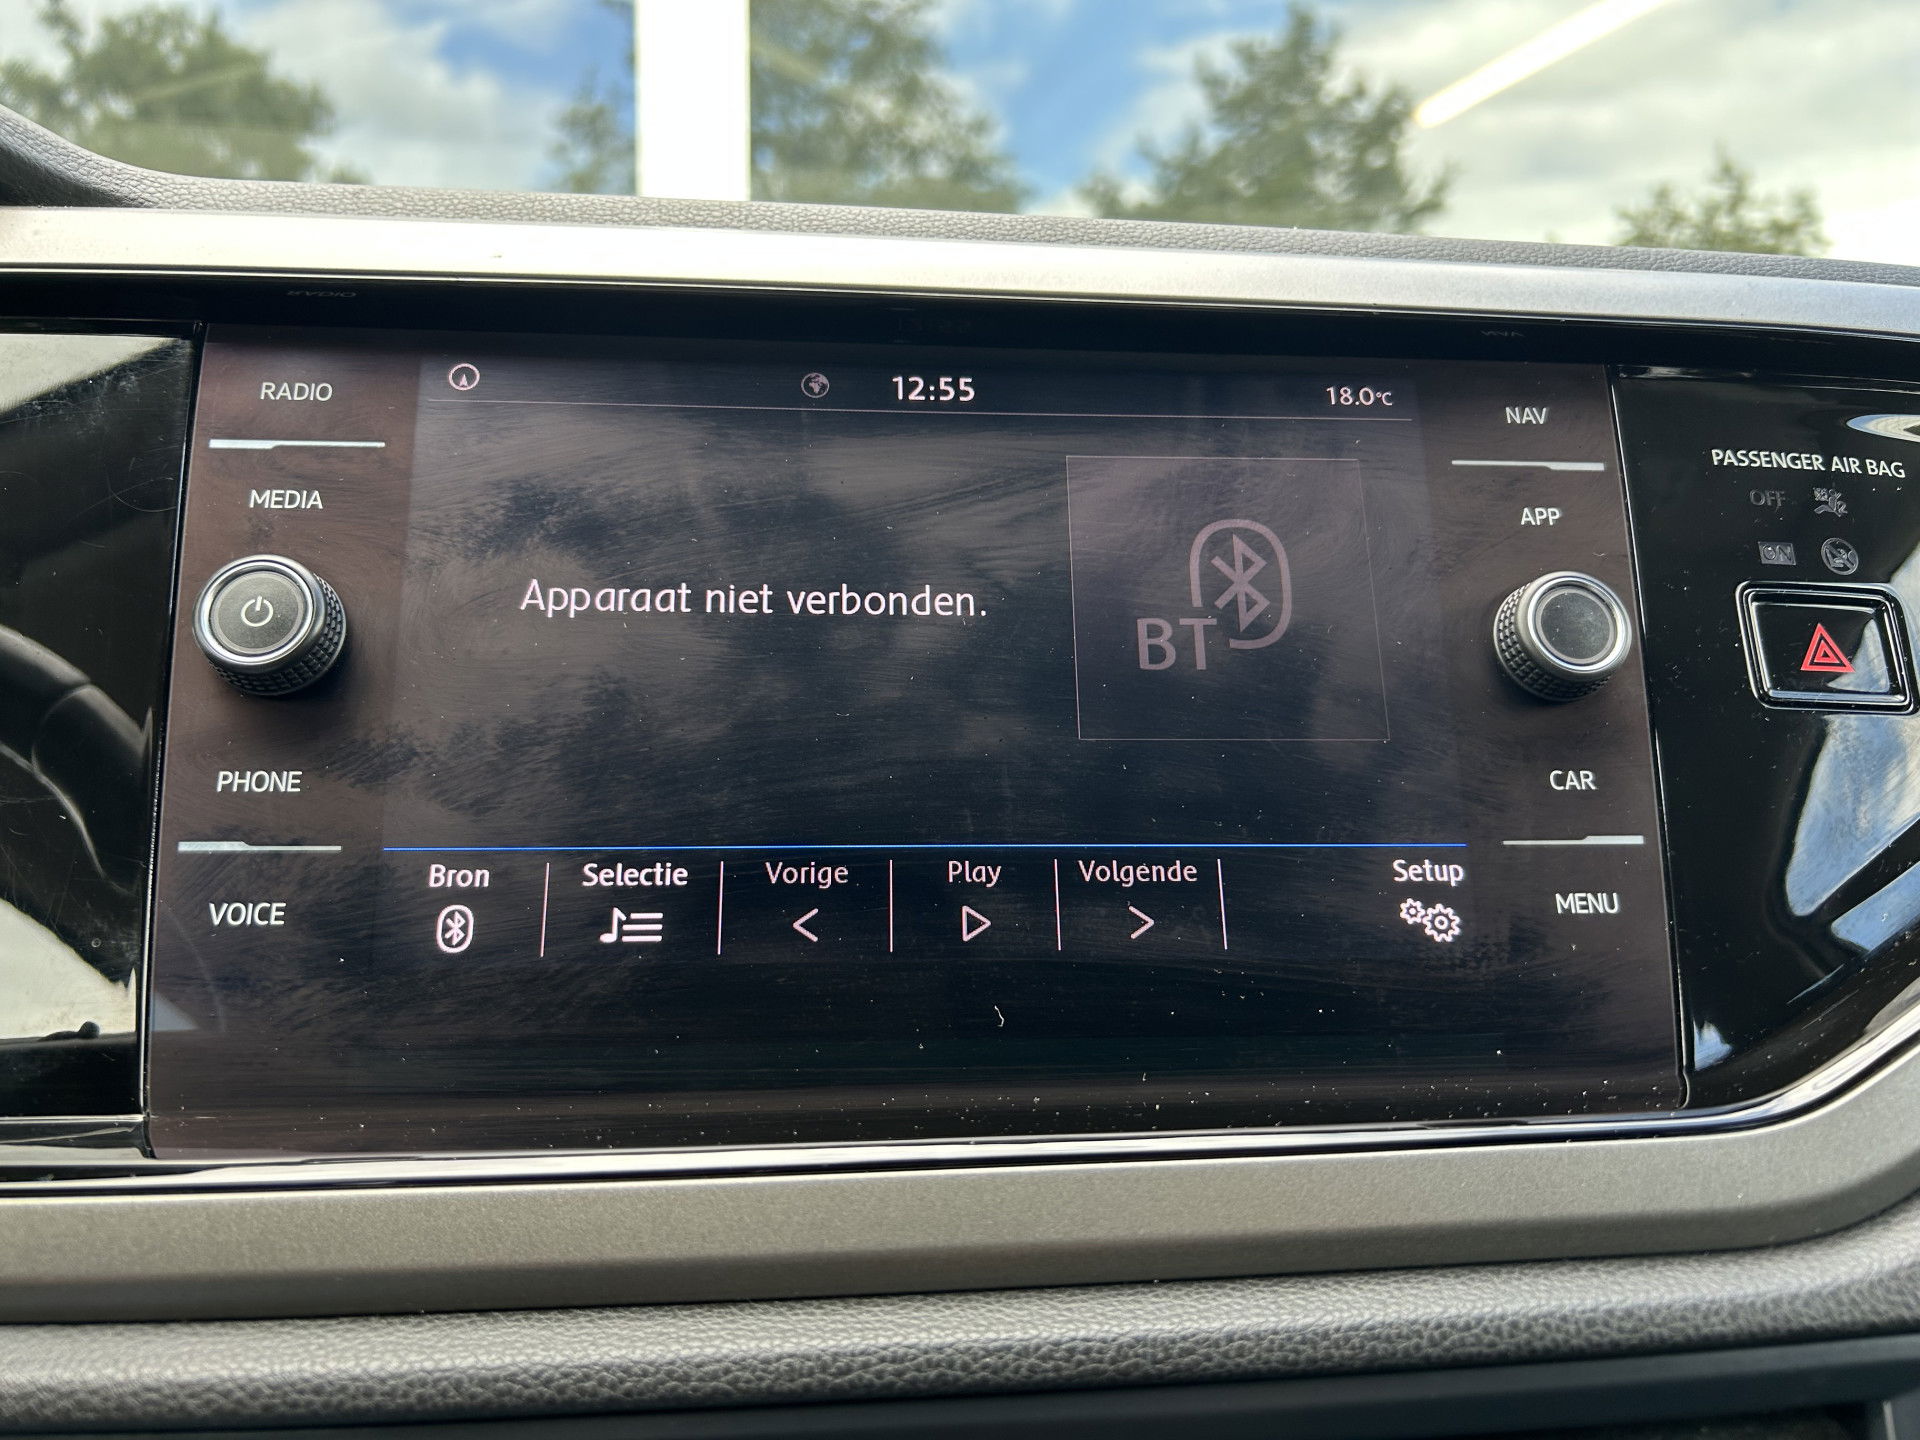 RADIO
MEDIA
PHONE
VOICE
12:55
18.0°C
Apparaat niet verbonden.
BT
Bron
Selectie
Vorige
Play
Volgende
Setup
NAV
APP
CAR
MENU
PASSENGER AIR BAG
OFF
ON